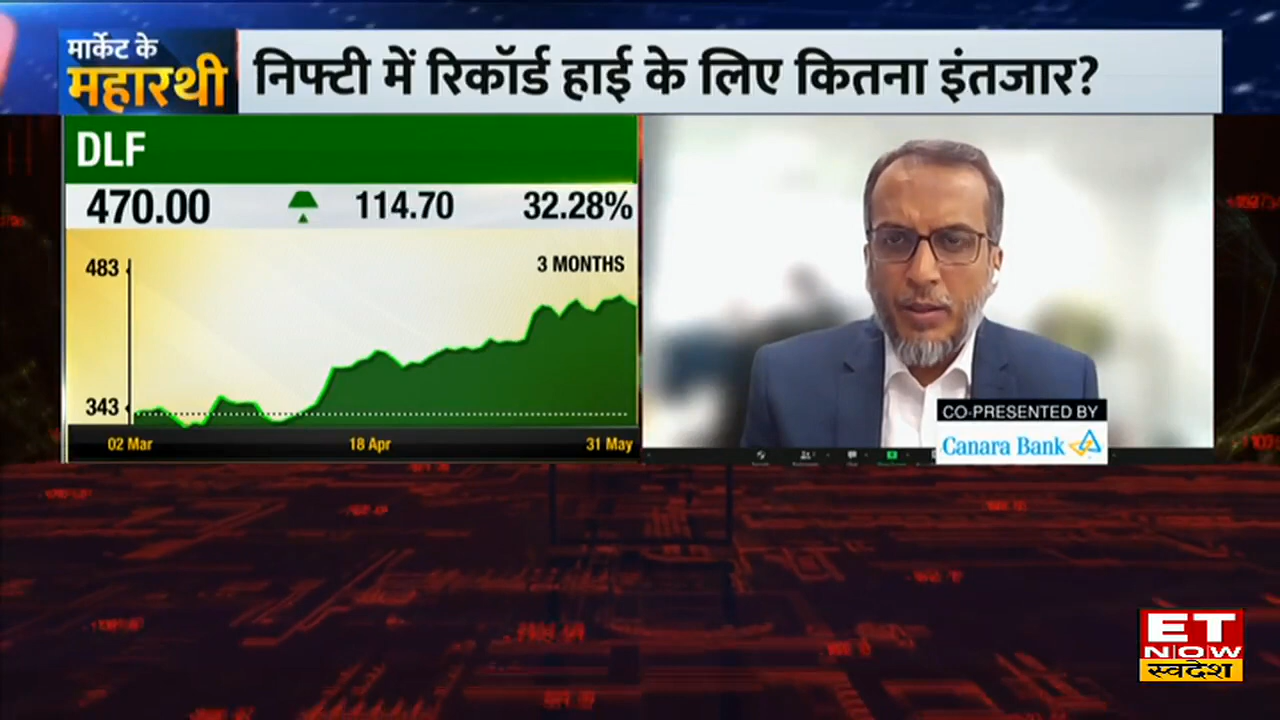 मार्केट के
महारथी
निफ्टी में रिकॉर्ड हाई के लिए कितना इंतजार?
DLF
470.00 114.70 32.28%
3 MONTHS
483
343
02 Mar 18 Apr 31 May
CO-PRESENTED BY
Canara Bank
ET
NOW
स्वदेश